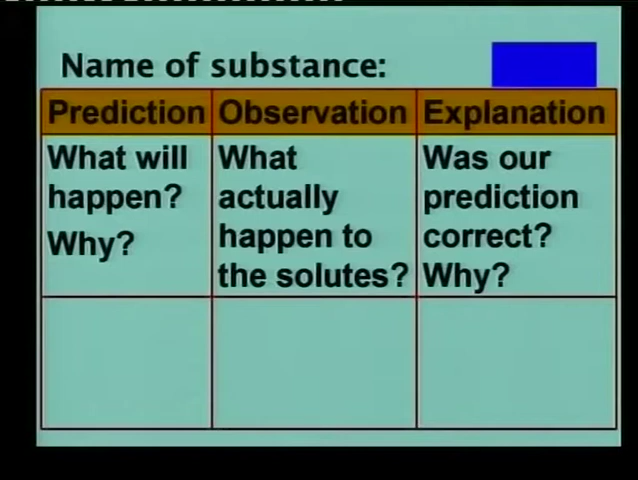 Name of substance:
Prediction Observation Explanation
What will
happen?
Why?
What
actually
happen to
the solutes?
Was our
prediction
correct?
Why?